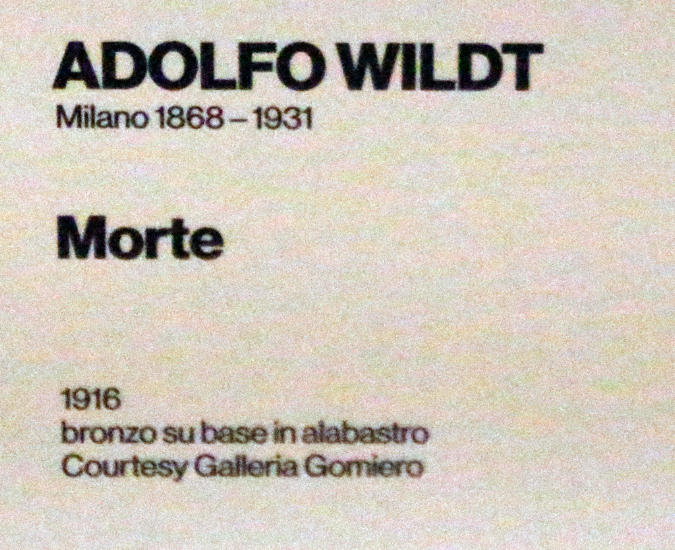 ADOLFO WILDT
Milano 1868 – 1931
Morte
1916
bronzo su base in alabastro
Courtesy Galleria Gomiero